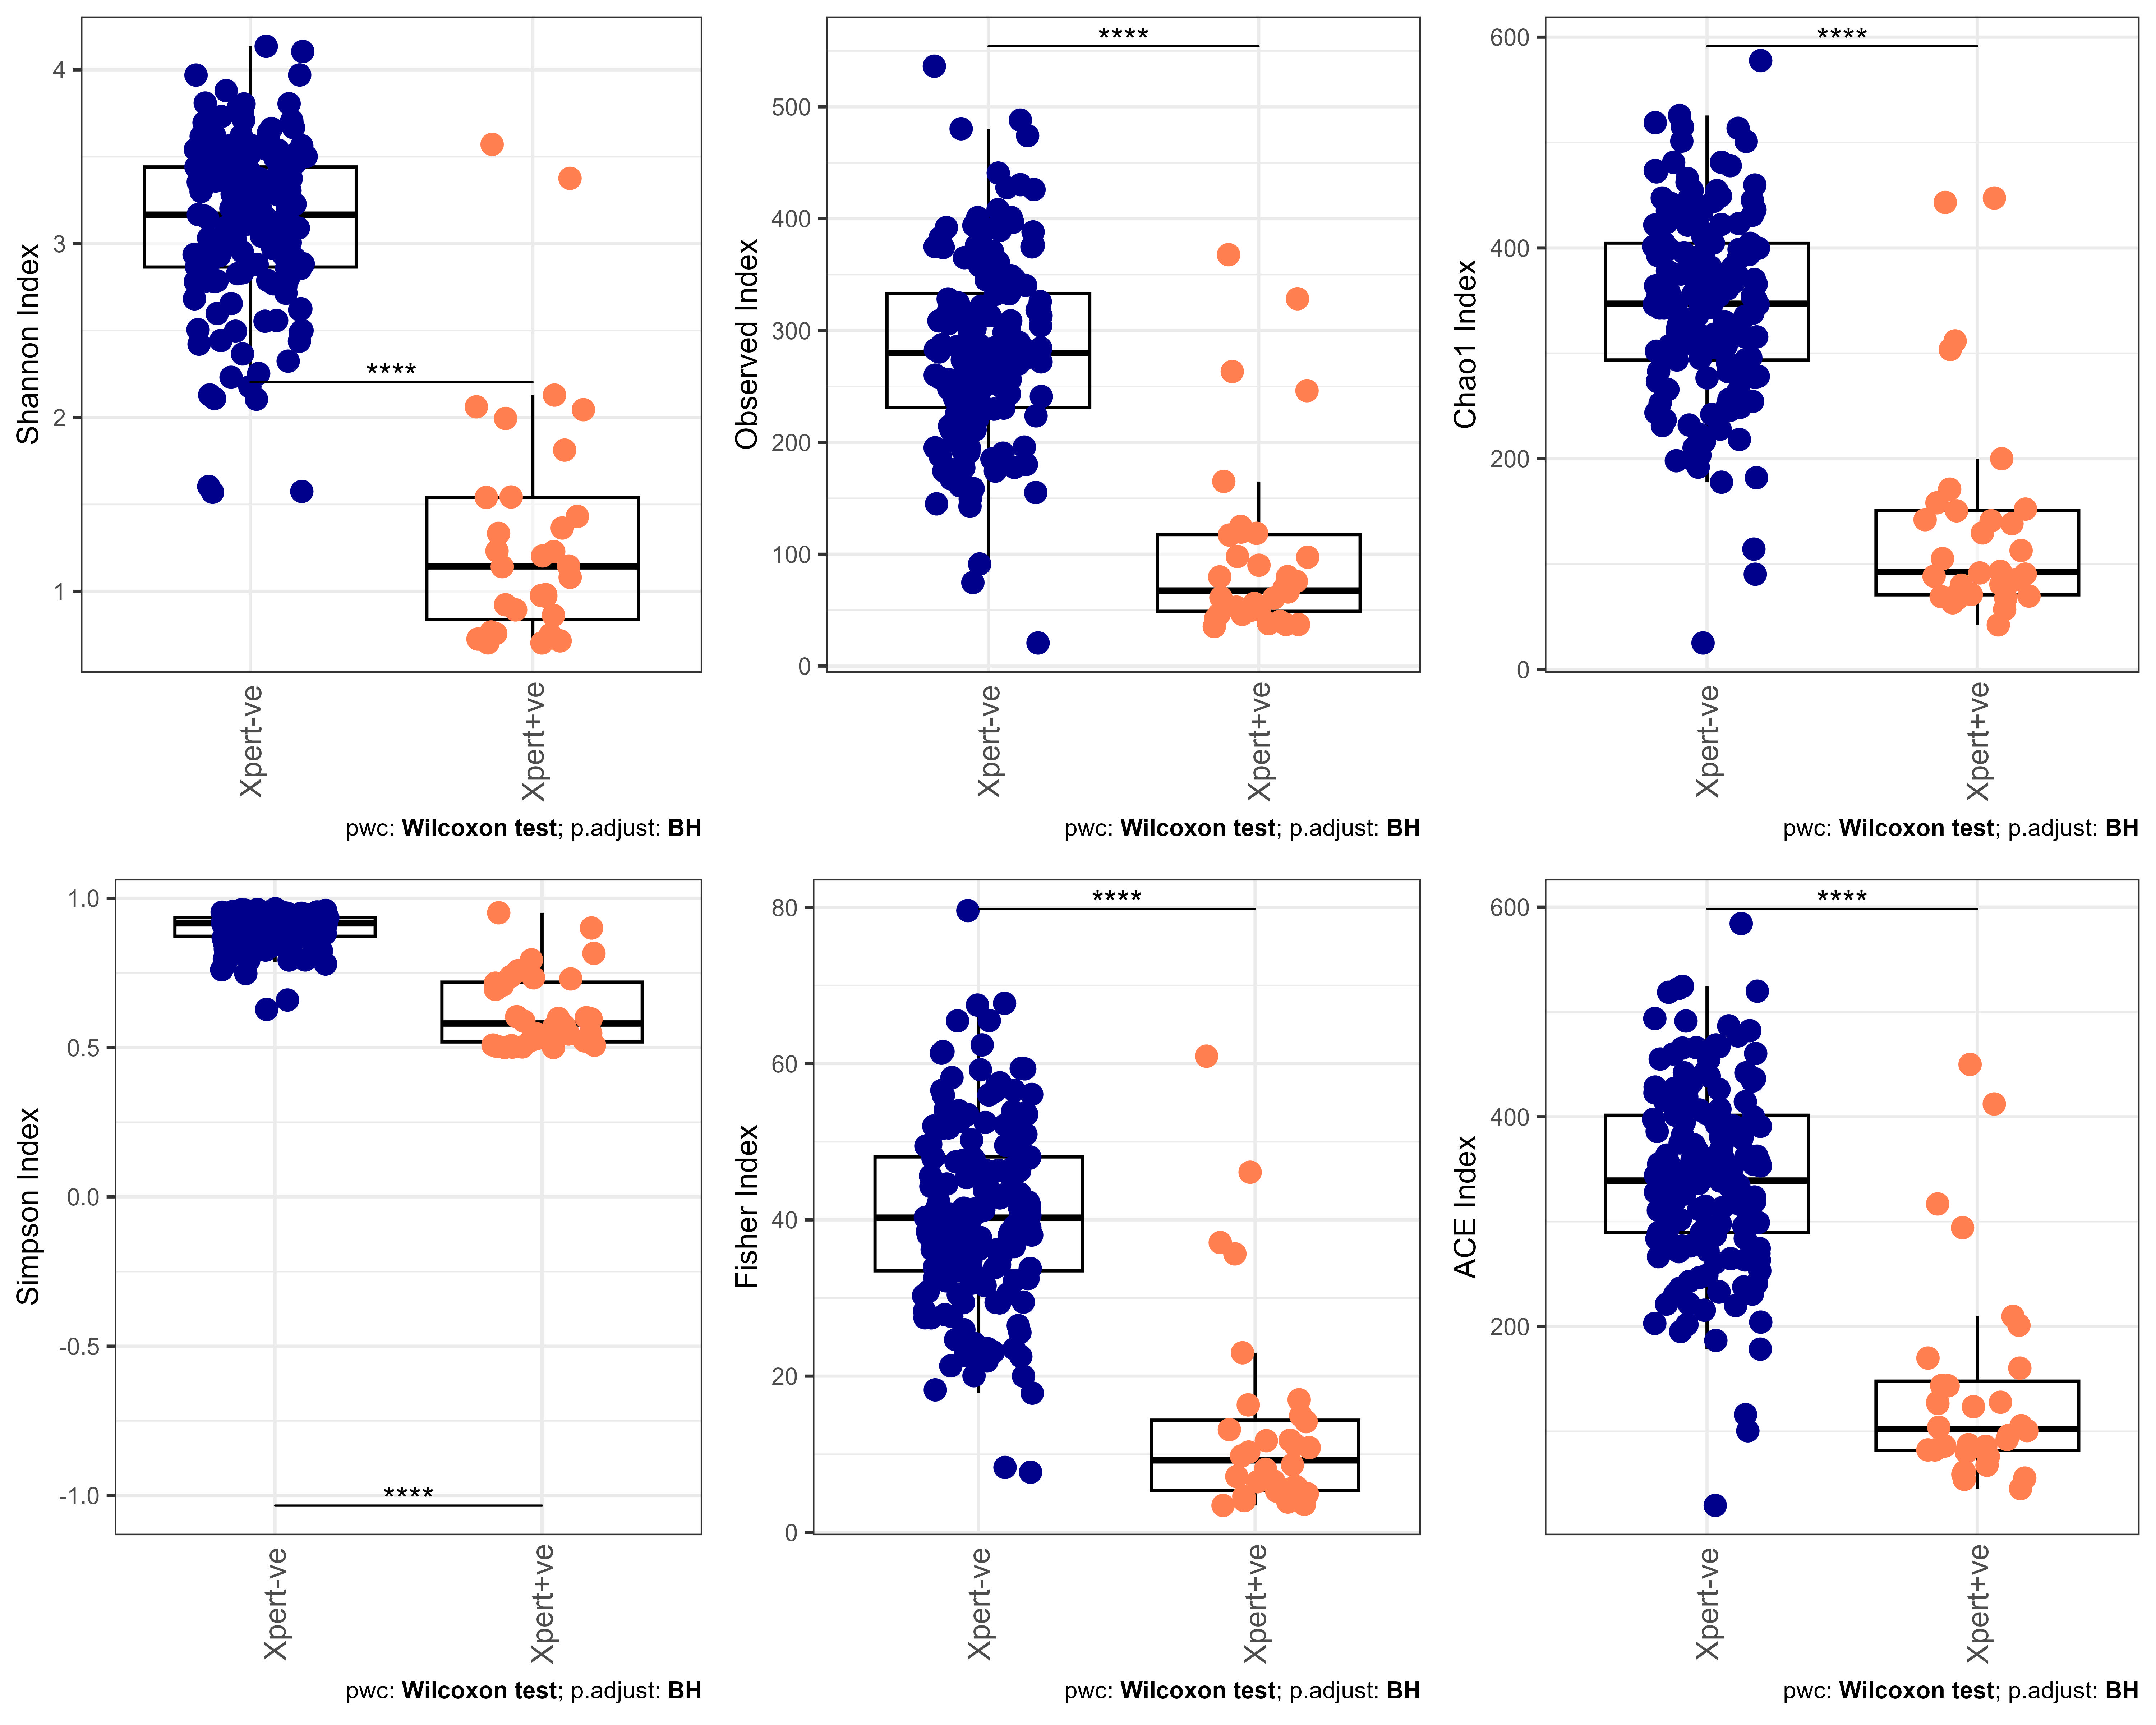 Shannon Index
4
3
2
1
****
Xpert-ve
Xpert+ve
pwc: Wilcoxon test; p.adjust: BH
Observed Index
500
400
300
200
100
0
****
Xpert-ve
Xpert+ve
pwc: Wilcoxon test; p.adjust: BH
Chao1 Index
600
400
200
0
****
Xpert-ve
Xpert+ve
pwc: Wilcoxon test; p.adjust: BH
Simpson Index
1.0
0.5
0.0
-0.5
-1.0
****
Xpert-ve
Xpert+ve
pwc: Wilcoxon test; p.adjust: BH
Fisher Index
80
60
40
20
0
****
Xpert-ve
Xpert+ve
pwc: Wilcoxon test; p.adjust: BH
ACE Index
600
400
200
****
Xpert-ve
Xpert+ve
pwc: Wilcoxon test; p.adjust: BH